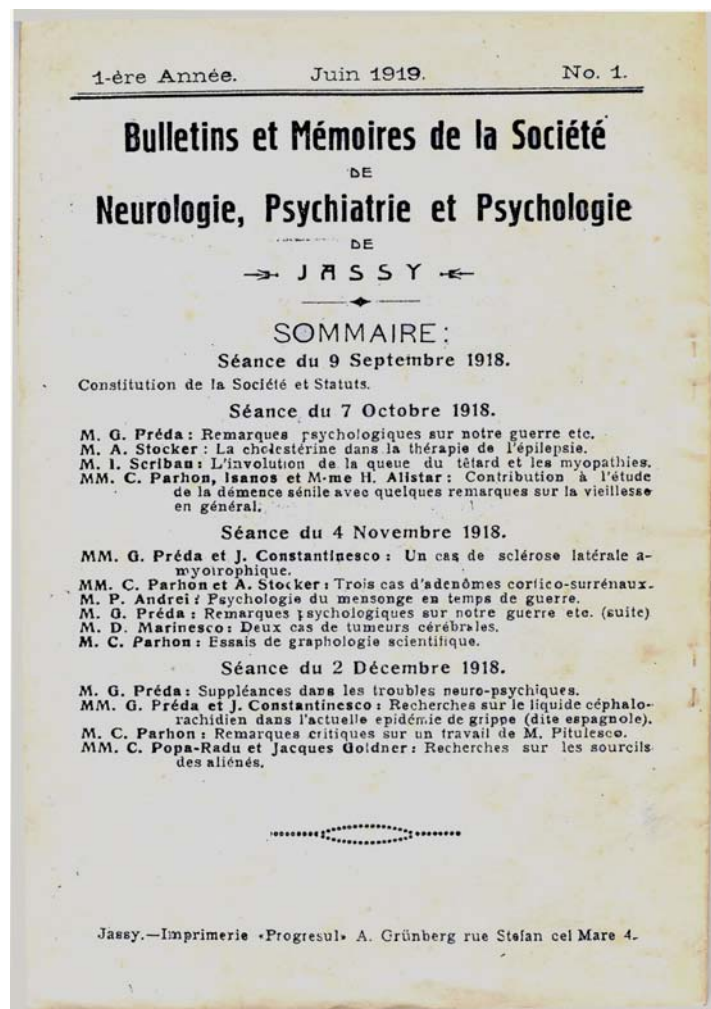 1-ère Année. Juin 1919. No. 1.
Bulletins et Mémoires de la Société
DE
Neurologie, Psychiatrie et Psychologie
DE
JASSY
SOMMAIRE:
Séance du 9 Septembre 1918.
Constitution de la Société et Statuts.
Séance du 7 Octobre 1918.
M. G. Préda: Remarques psychologiques sur notre guerre etc.
M. A. Stocker: La cholestérine dans la thérapie de l'épilepsie.
M. I. Scriban: L'involution de la queue du têtard et les myopathies.
MM. C. Parhon, Isanos et M-me H. Alistar: Contribution à l'étude
de la démence sénile avec quelques remarques sur la vieillesse
en général.
Séance du 4 Novembre 1918.
MM. G. Préda et J. Constantinesco: Un cas de sclérose latérale a-
myotrophique.
MM. C. Parhon et A. Stocker: Trois cas d'adenômes cortico-surrénaux.
M. P. Andrei: Psychologie du mensonge en temps de guerre.
M. G. Préda: Remarques psychologiques sur notre guerre etc. (suite)
M. D. Marinesco: Deux cas de tumeurs cérébrales.
M. C. Parhon: Essais de graphologie scientifique.
Séance du 2 Décembre 1918.
M. G. Préda: Suppléances dans les troubles neuro-psychiques.
MM. G. Préda et J. Constantinesco: Recherches sur le liquide céphalo-
rachidien dans l'actuelle epidémie de grippe (dite espagnole).
M. C. Parhon: Remarques critiques sur un travail de M. Pitulesco.
MM. C. Popa-Radu et Jacques Goldner: Recherches sur les sourcils
des aliénés.
Jassy.—Imprimerie «Progresul» A. Grünberg rue Stefan cel Mare 4.